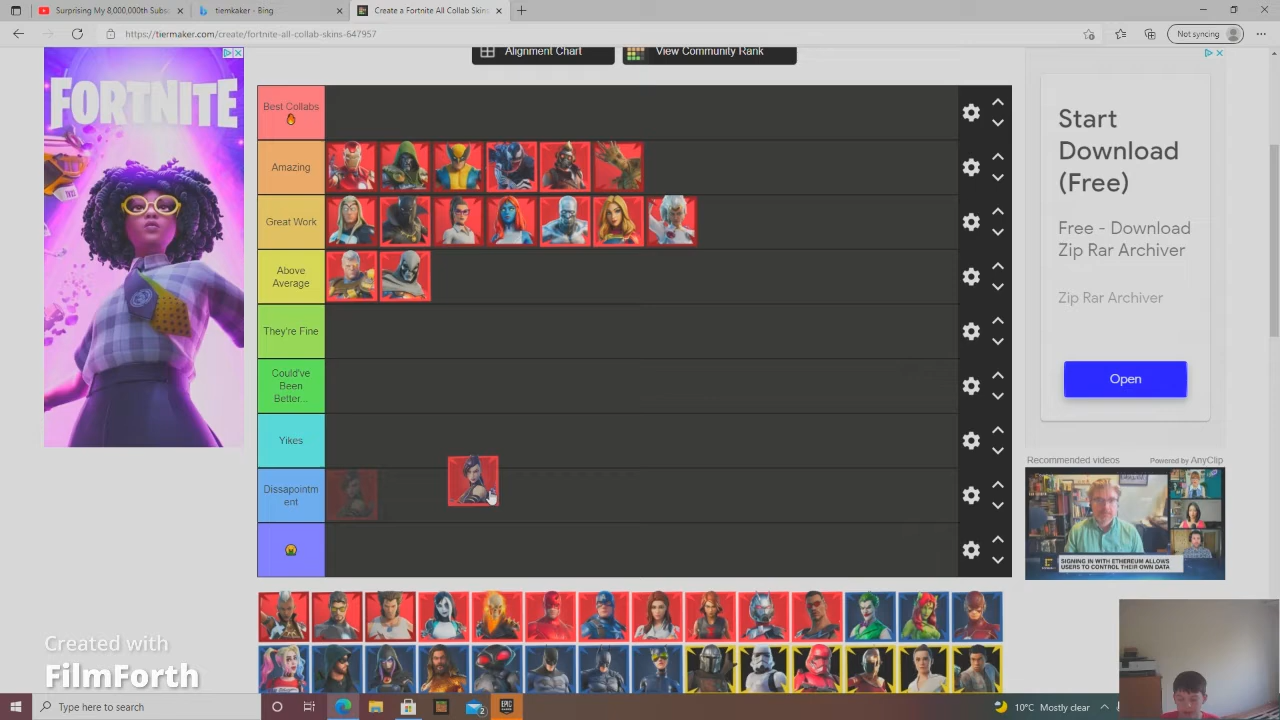 Surprising My 8,000,000th Subsc
tiermaker - Bing
Create a Fortnite All Collab Skins
https://tiermaker.com/create/fortnite-all-collab-skins-647957
Not syncing
FORTNITE
Alignment Chart
View Community Rank
Best Collabs
Amazing
Great Work
Above
Average
They're Fine
Could've
Been
Better...
Yikes
Dissapointm
ent
Start
Download
(Free)
Free - Download
Zip Rar Archiver
Zip Rar Archiver
Open
Recommended videos
Powered by AnyClip
SIGNING IN WITH ETHEREUM ALLOWS
USERS TO CONTROL THEIR OWN DATA
Created with
FilmForth
Type here to search
2
EPIC
10°C Mostly clear